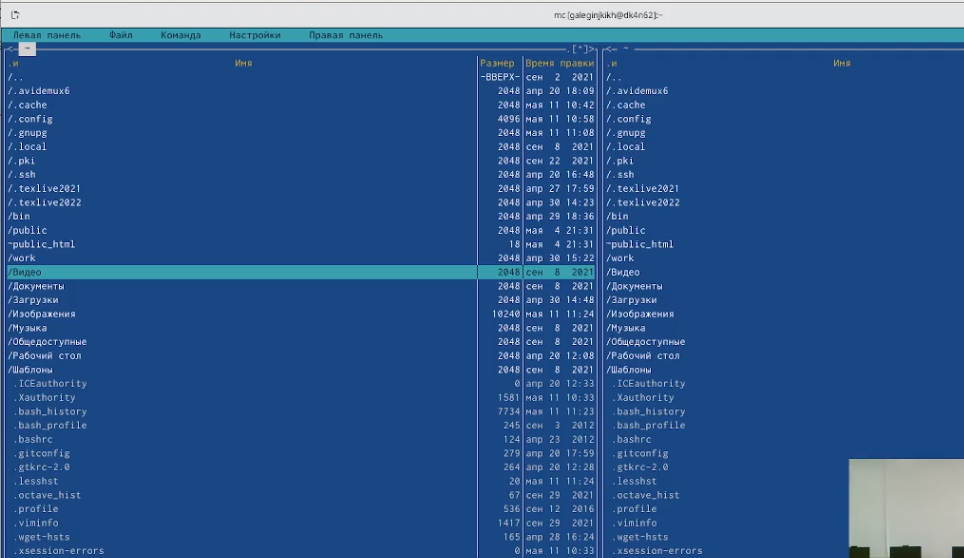 mc [galeginjkikh@dk4n62]:~
Левая панель Файл Команда Настройки Правая панель
<- ~ .[^]> <- ~
.и Имя Размер Время правки .и Имя
/.. -ВВЕРХ- сен 2 2021 /..
/.avidemux6 2048 апр 20 18:09 /.avidemux6
/.cache 2048 мая 11 10:42 /.cache
/.config 4096 мая 11 10:58 /.config
/.gnupg 2048 мая 11 11:08 /.gnupg
/.local 2048 сен 8 2021 /.local
/.pki 2048 сен 22 2021 /.pki
/.ssh 2048 апр 20 16:48 /.ssh
/.texlive2021 2048 апр 27 17:59 /.texlive2021
/.texlive2022 2048 апр 30 14:23 /.texlive2022
/bin 2048 апр 29 18:36 /bin
/public 2048 мая 4 21:31 /public
~public_html 18 мая 4 21:31 ~public_html
/work 2048 апр 30 15:22 /work
/Видео 2048 сен 8 2021 /Видео
/Документы 2048 сен 8 2021 /Документы
/Загрузки 2048 апр 30 14:48 /Загрузки
/Изображения 10240 мая 11 11:24 /Изображения
/Музыка 2048 сен 8 2021 /Музыка
/Общедоступные 2048 сен 8 2021 /Общедоступные
/Рабочий стол 2048 апр 20 12:08 /Рабочий стол
/Шаблоны 2048 сен 8 2021 /Шаблоны
.ICEauthority 0 апр 20 12:33 .ICEauthority
.Xauthority 1581 мая 11 10:33 .Xauthority
.bash_history 7734 мая 11 11:23 .bash_history
.bash_profile 245 сен 3 2012 .bash_profile
.bashrc 124 апр 23 2012 .bashrc
.gitconfig 279 апр 20 17:59 .gitconfig
.gtkrc-2.0 264 апр 20 12:28 .gtkrc-2.0
.lesshst 20 мая 11 11:24 .lesshst
.octave_hist 67 сен 29 2021 .octave_hist
.profile 536 сен 12 2016 .profile
.viminfo 1417 сен 29 2021 .viminfo
.wget-hsts 165 апр 28 16:24 .wget-hsts
.xsession-errors 0 мая 11 10:33 .xsession-errors